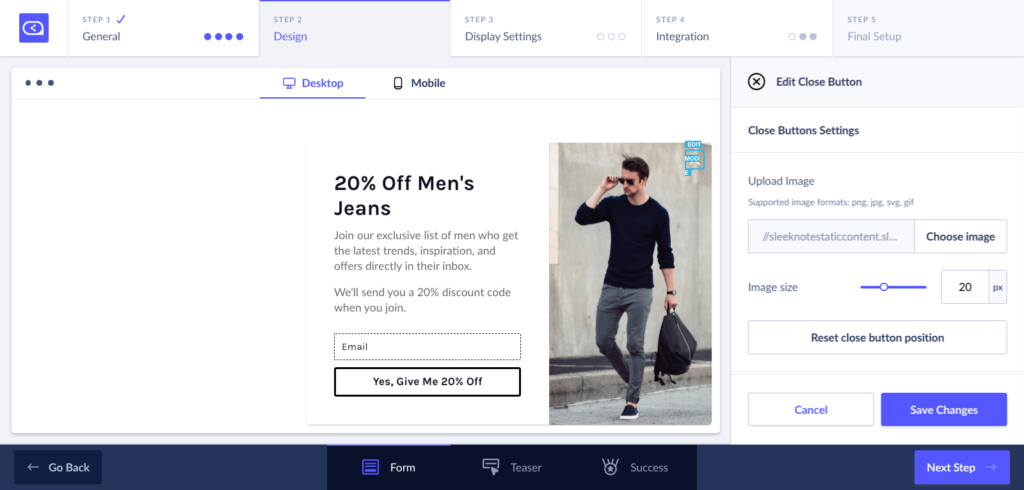 STEP 1
General
STEP 2
Design
STEP 3
Display Settings
STEP 4
Integration
STEP 5
Final Setup
Desktop
Mobile
20% Off Men's
Jeans
Join our exclusive list of men who get
the latest trends, inspiration, and
offers directly in their inbox.
We'll send you a 20% discount code
when you join.
Email
Yes, Give Me 20% Off
EDIT
MOD
E
Edit Close Button
Close Buttons Settings
Upload Image
Supported image formats: png, jpg, svg, gif
//sleeknotestaticcontent.sl...
Choose image
Image size
20
px
Reset close button position
Cancel
Save Changes
Go Back
Form
Teaser
Success
Next Step